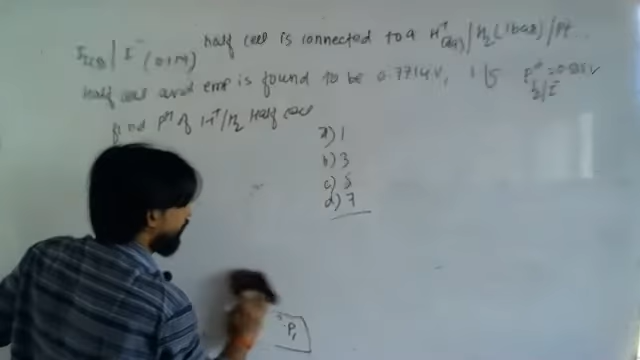 I2(s) | I⁻ (0.1M) half cell is connected to a H⁺(aq) | H2 (1bar) | Pt
half cell and emf is found to be 0.7714V, If E° I2/I⁻ = 0.535V
find pH of H⁺/H2 Half cell
a) 1
b) 3
c) 5
d) 7
P1